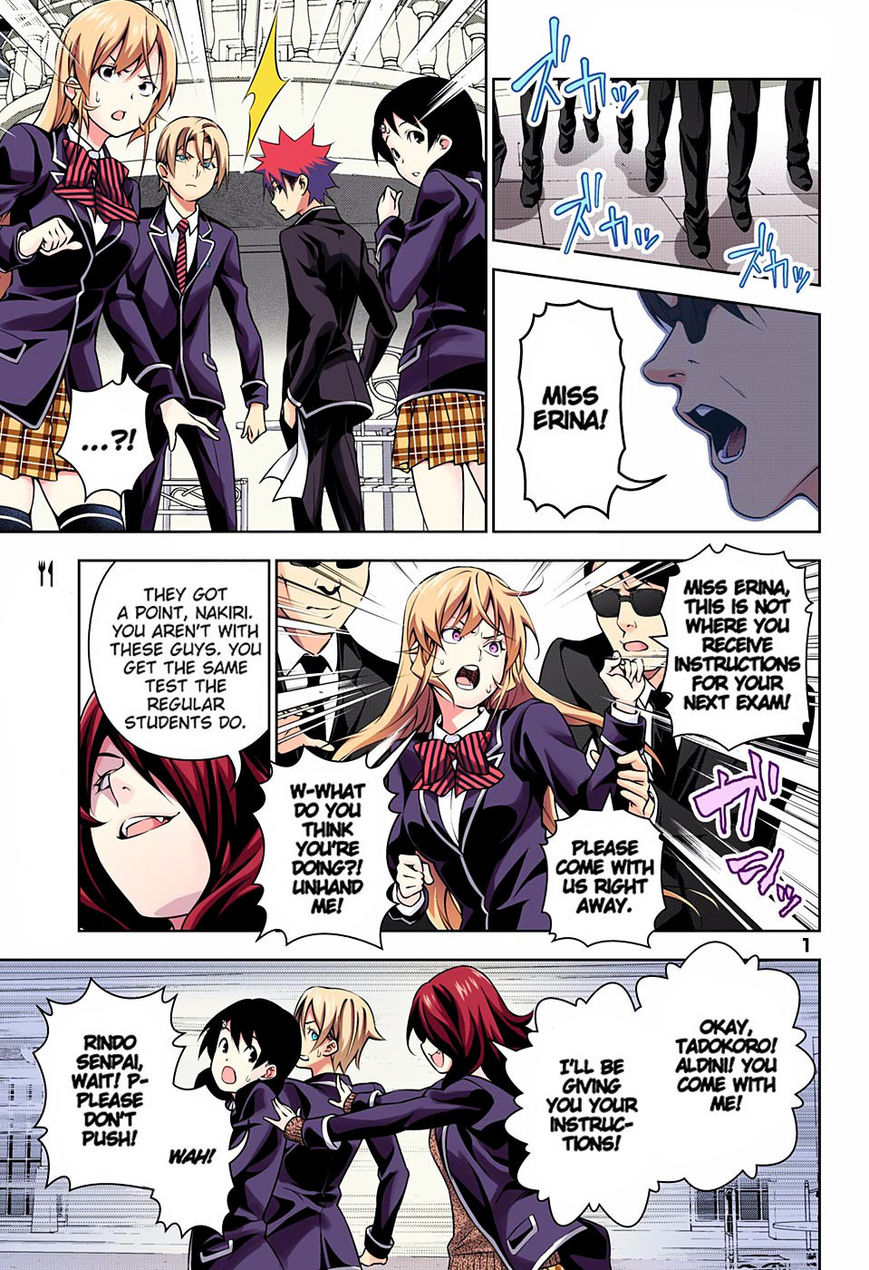 ズカッ
ズカッ
ズカッ
MISS
ERINA!
...?!
MISS ERINA,
THIS IS NOT
WHERE YOU
RECEIVE
INSTRUCTIONS
FOR YOUR
NEXT EXAM!
ガシッ
PLEASE
COME WITH
US RIGHT
AWAY.
W-WHAT
DO YOU
THINK
YOU'RE
DOING?!
UNHAND
ME!
THEY GOT
A POINT, NAKIRI.
YOU AREN'T WITH
THESE GUYS. YOU
GET THE SAME
TEST THE
REGULAR
STUDENTS DO.
1
OKAY,
TADOKORO!
ALDINI! YOU
COME WITH
ME!
I'LL BE
GIVING
YOU YOUR
INSTRUC-
TIONS!
RINDO
SENPAI,
WAIT! P-
PLEASE
DON'T
PUSH!
WAH!